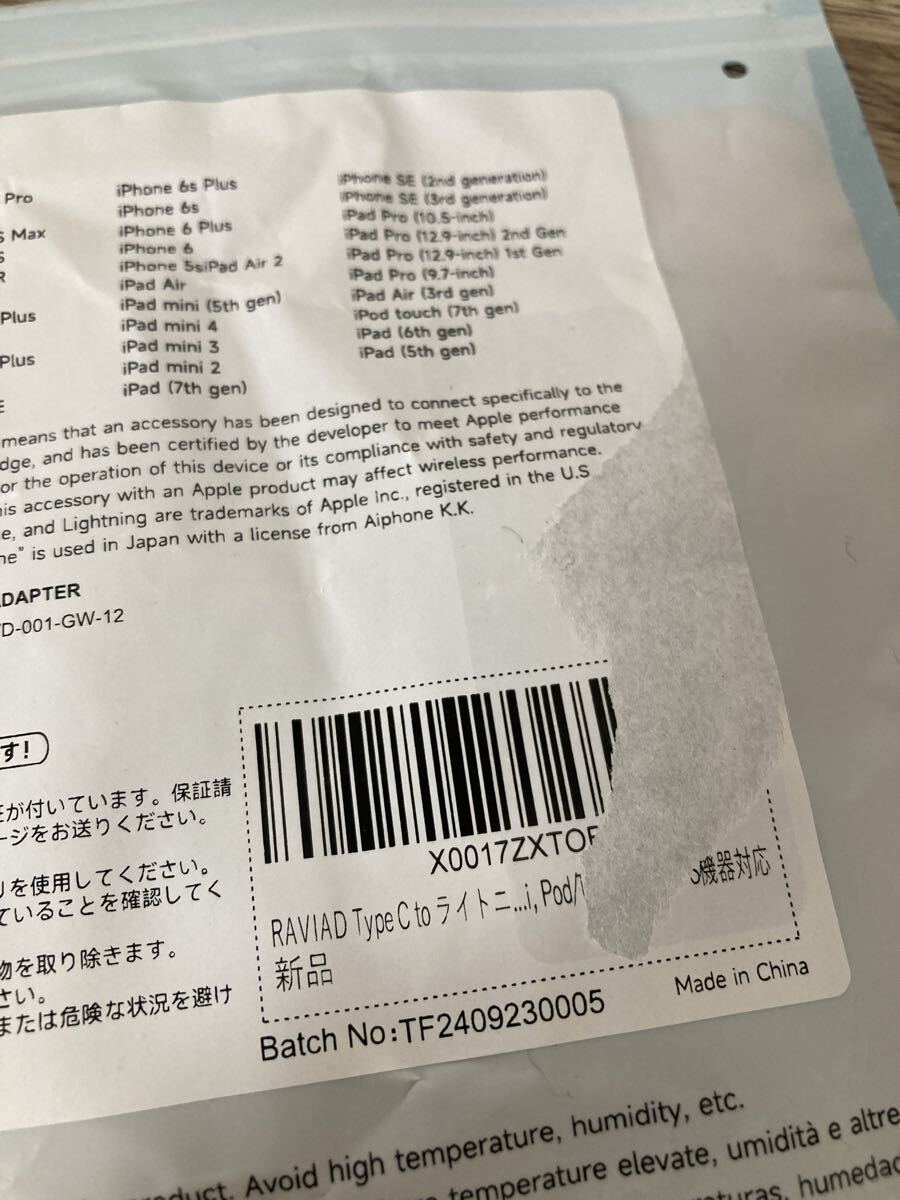 Pro
S Max
S
R
Plus
Plus
E
iPhone 6s Plus
iPhone 6s
iPhone 6 Plus
iPhone 6
iPhone 5siPad Air 2
iPad Air
iPad mini (5th gen)
iPad mini 4
iPad mini 3
iPad mini 2
iPad (7th gen)
iPhone SE (2nd generation)
iPhone SE (3rd generation)
iPad Pro (10.5-inch)
iPad Pro (12.9-inch) 2nd Gen
iPad Pro (12.9-inch) 1st Gen
iPad Pro (9.7-inch)
iPad Air (3rd gen)
iPod touch (7th gen)
iPad (6th gen)
iPad (5th gen)
means that an accessory has been designed to connect specifically to the
dge, and has been certified by the developer to meet Apple performance
or the operation of this device or its compliance with safety and regulatory
his accessory with an Apple product may affect wireless performance.
e, and Lightning are trademarks of Apple Inc., registered in the U.S
ne” is used in Japan with a license from Aiphone K.K.
DAPTER
D-001-GW-12
す!
が付いています。保証請
ージをお送りください。
りを使用してください。
ていることを確認してく
物を取り除きます。
さい。
または危険な状況を避け
X0017ZXTO
RAVIAD Type C to ライトニ...i, Pod/ 機器対応
新品
Batch No:TF2409230005
Made in China
product. Avoid high temperature, humidity, etc.
temperature elevate, umidità e altre
turas, humedad